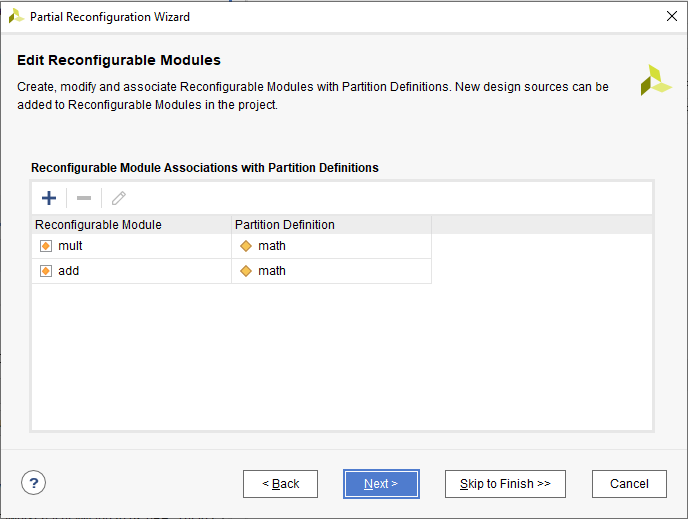 Partial Reconfiguration Wizard
Edit Reconfigurable Modules
Create, modify and associate Reconfigurable Modules with Partition Definitions. New design sources can be
added to Reconfigurable Modules in the project.
Reconfigurable Module Associations with Partition Definitions
Reconfigurable Module Partition Definition
mult math
add math
? < Back Next > Skip to Finish >> Cancel